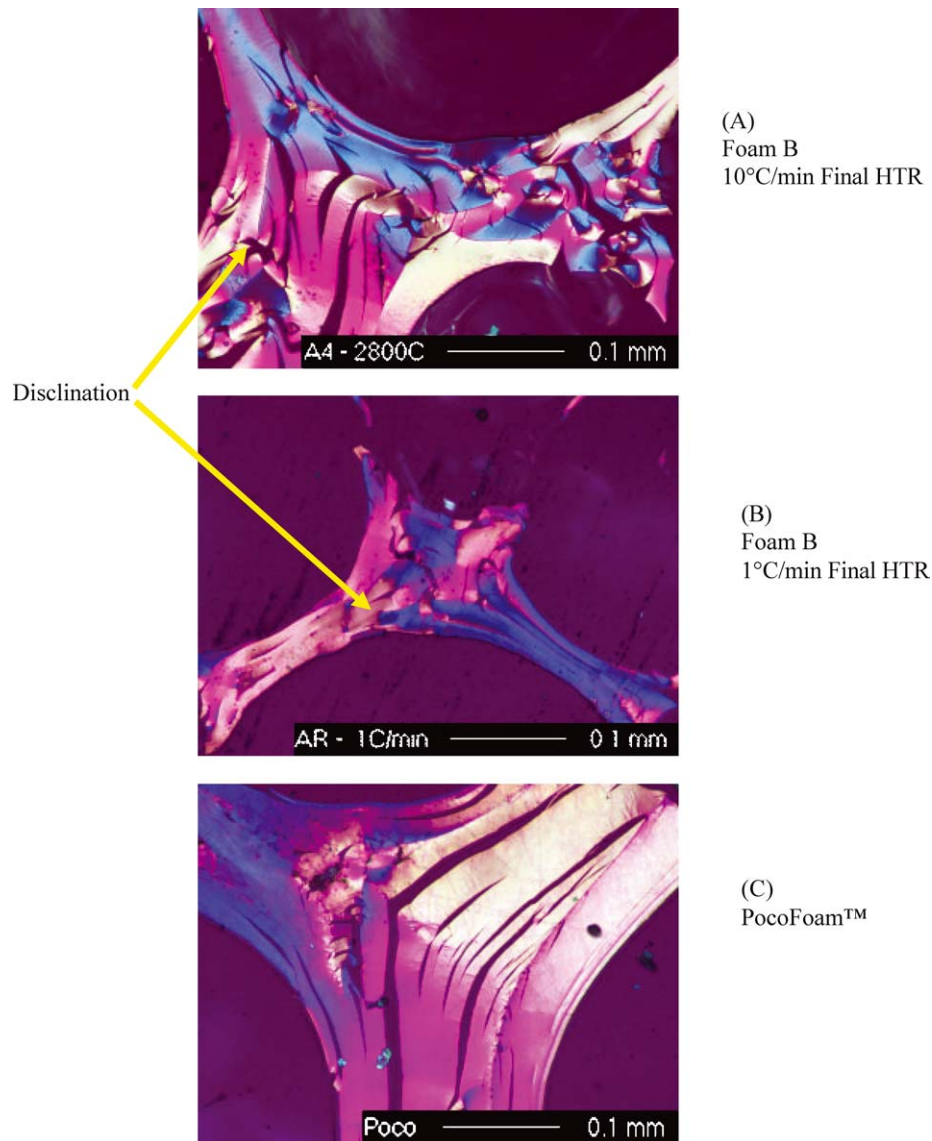 (A)
Foam B
10°C/min Final HTR
A4 - 2800C 0.1 mm
Disclination
(B)
Foam B
1°C/min Final HTR
AR - 1C/min 0.1 mm
(C)
PocoFoam™
Poco 0.1 mm